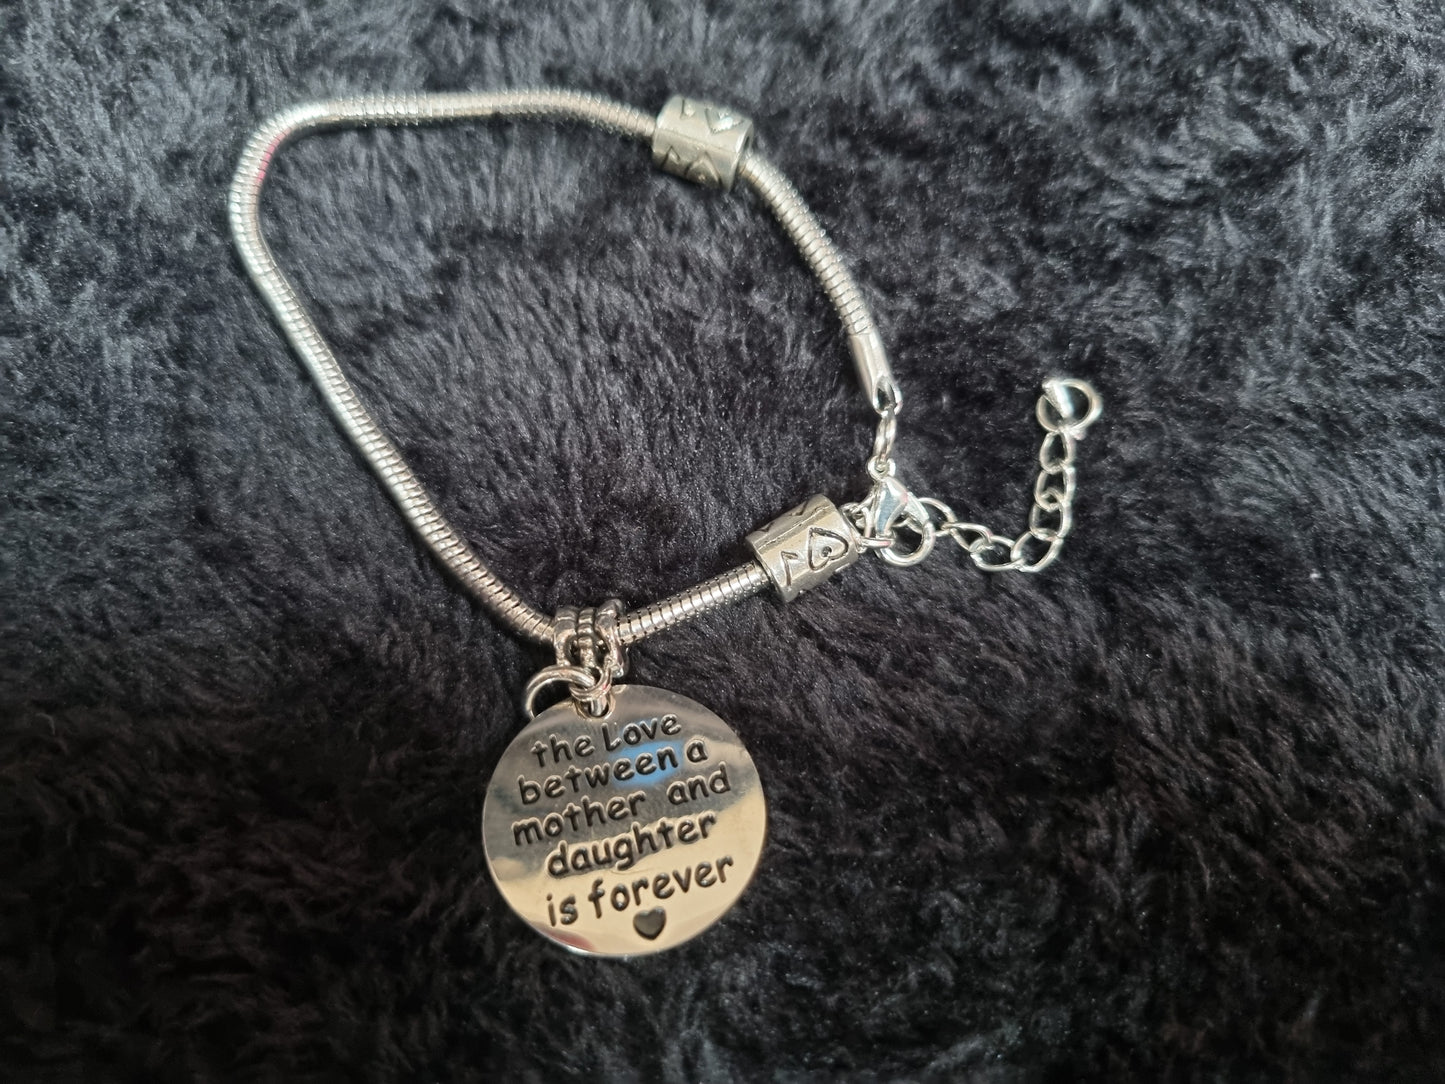 the Love
between a
mother and
daughter
is forever